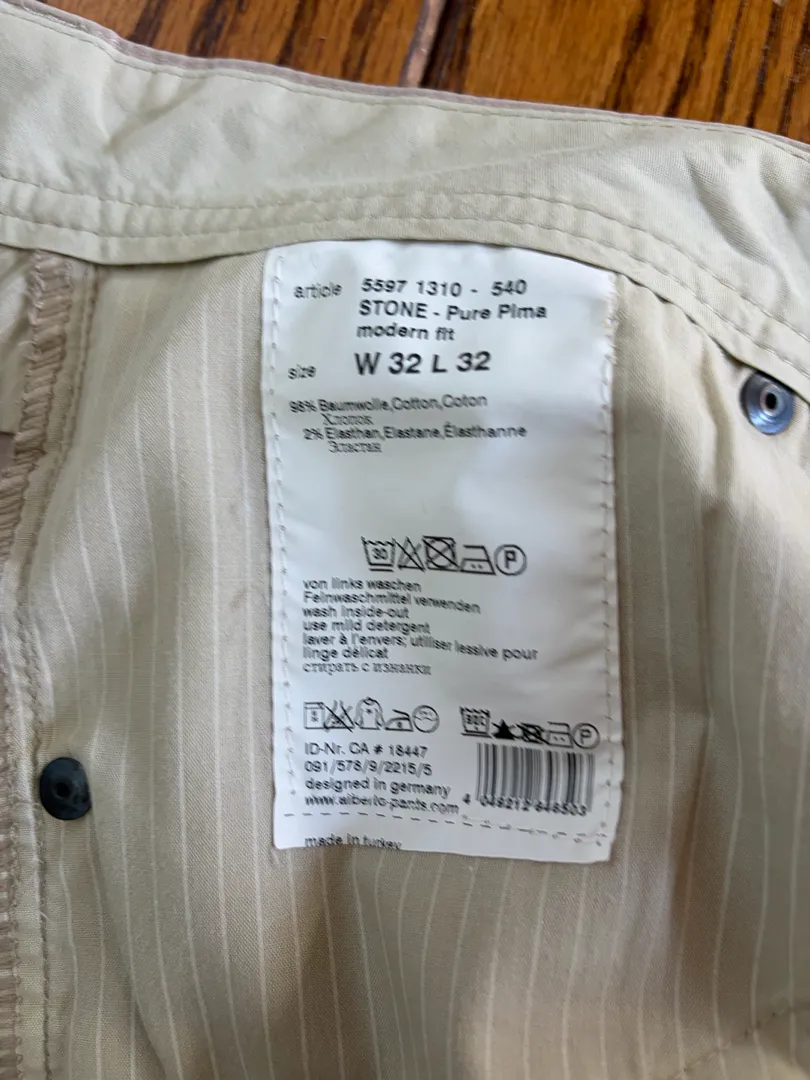 article 5597 1310 - 540
STONE - Pure Pima
modern fit
size W 32 L 32
98% Baumwolle,Cotton,Coton
Хлопок
2% Elasthan,Elastane,Élasthanne
Эластан
30 P
von links waschen
Feinwaschmittel verwenden
wash inside-out
use mild detergent
laver à l'envers; utiliser lessive pour
linge délicat
стирать с изнанки
P
ID-Nr. CA # 18447
091/578/9/2215/5
designed in germany
www.alberto-pants.com
made in turkey